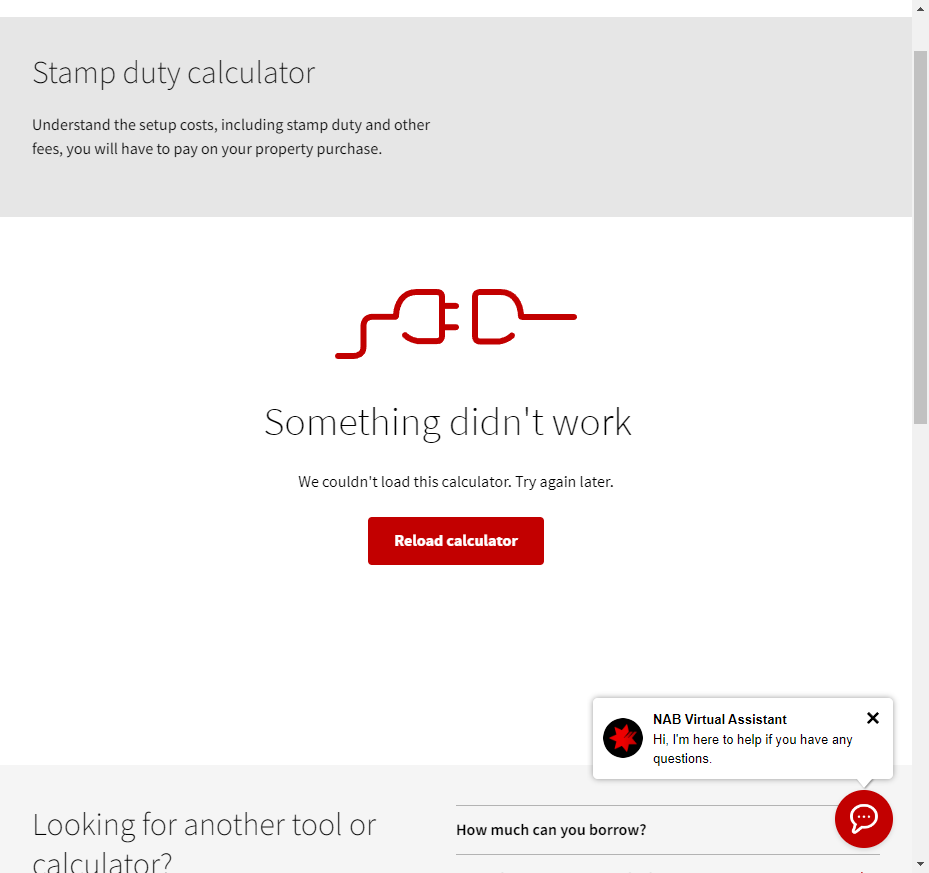 Stamp duty calculator
Understand the setup costs, including stamp duty and other
fees, you will have to pay on your property purchase.
Something didn't work
We couldn't load this calculator. Try again later.
Reload calculator
NAB Virtual Assistant
Hi, I'm here to help if you have any
questions.
Looking for another tool or
calculator?
How much can you borrow?